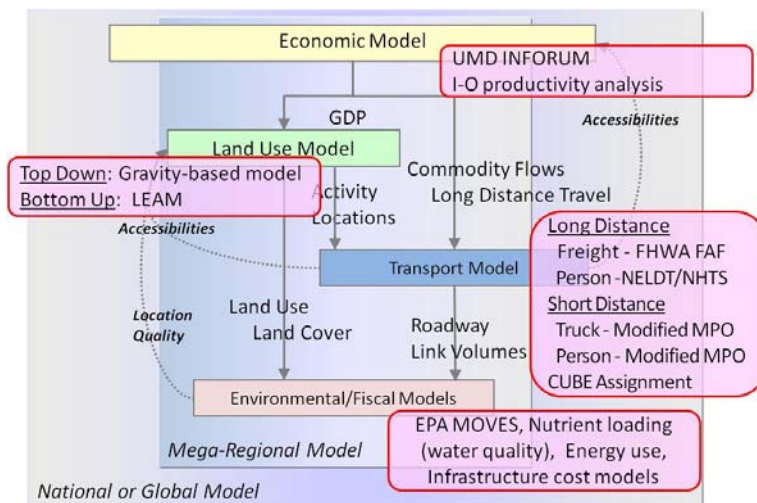 Economic Model
UMD INFORUM
I-O productivity analysis
GDP
Accessibilities
Land Use Model
Top Down: Gravity-based model
Bottom Up: LEAM
Commodity Flows
Long Distance Travel
Activity
Locations
Accessibilities
Long Distance
Freight - FHWA FAF
Person -NELDT/NHTS
Short Distance
Truck - Modified MPO
Person - Modified MPO
CUBE Assignment
Transport Model
Location
Quality
Land Use
Land Cover
Roadway
Link Volumes
Environmental/Fiscal Models
EPA MOVES, Nutrient loading
(water quality), Energy use,
Infrastructure cost models
Mega-Regional Model
National or Global Model